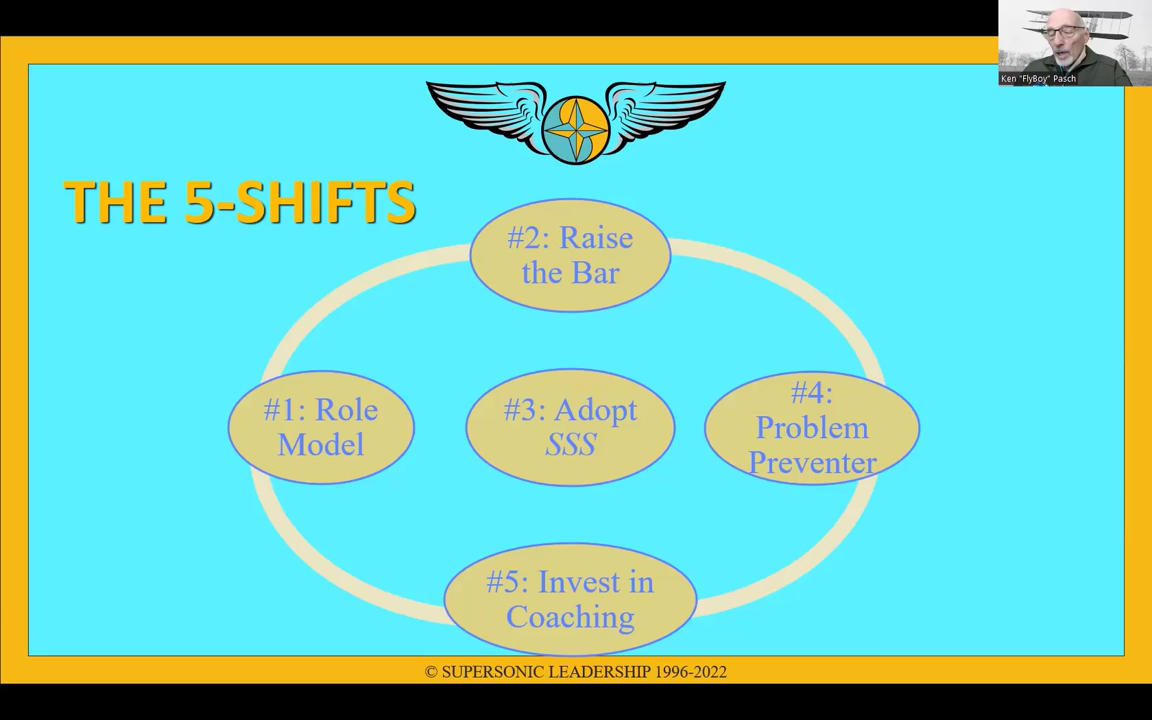 Ken "FlyBoy" Pasch
THE 5-SHIFTS
#2: Raise
the Bar
#1: Role
Model
#3: Adopt
SSS
#4:
Problem
Preventer
#5: Invest in
Coaching
© SUPERSONIC LEADERSHIP 1996-2022